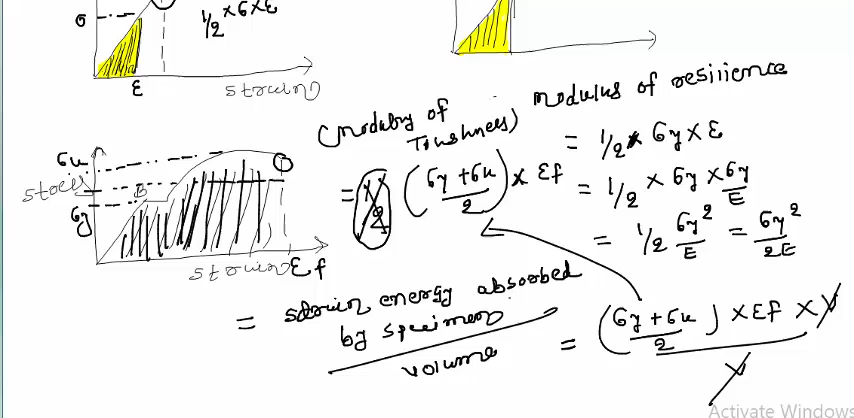 σ
1/2 × σ × ε
ε
strain
modulus of resilience
(modulus of
Toughness)
= 1/2 × σy × ε
σu
stress
B
D
σy
= (σy + σu / 2) × εf
= 1/2 × σy × σy/E
= 1/2 σy²/E = σy²/2E
strain εf
= strain energy absorbed
by specimen
volume
= (σy + σu / 2) × εf × V
V
Activate Windows